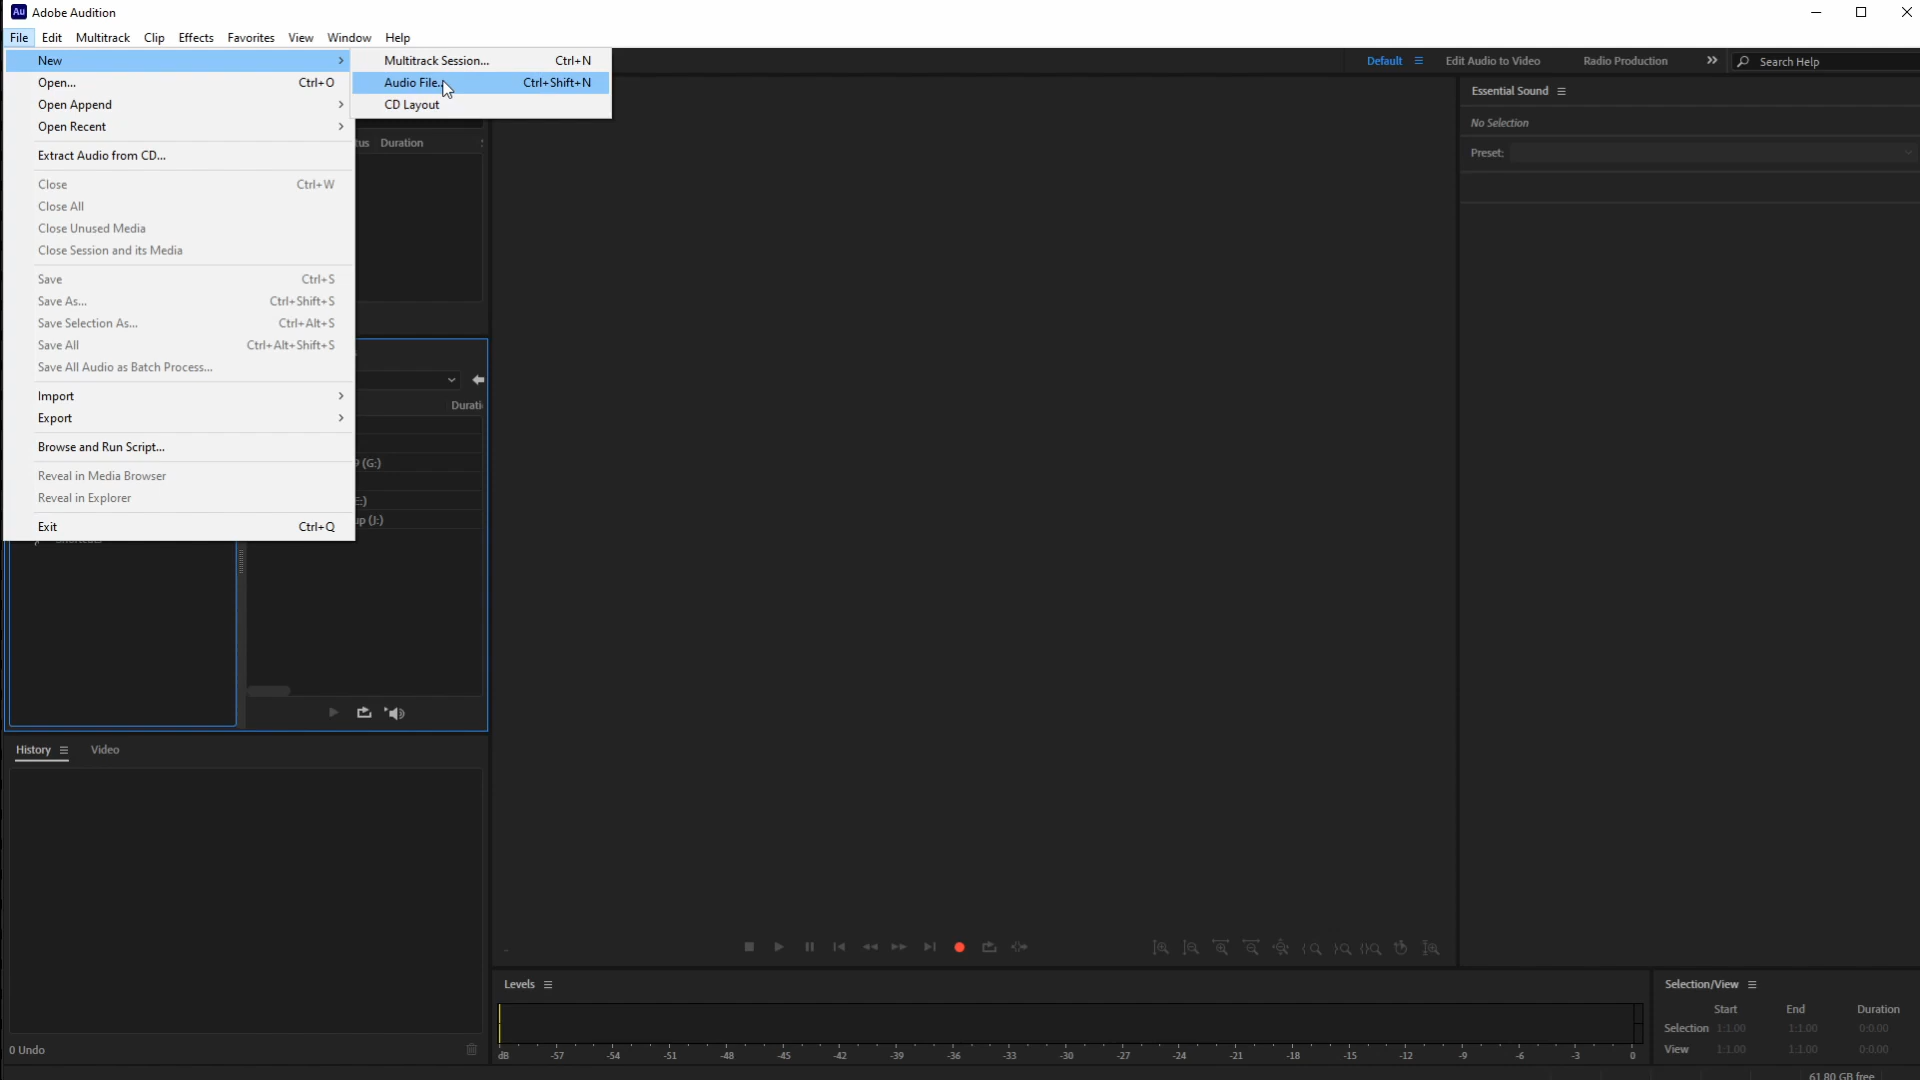 Au Adobe Audition
File Edit Multitrack Clip Effects Favorites View Window Help
New
Open... Ctrl+O
Open Append
Open Recent
Extract Audio from CD...
Close Ctrl+W
Close All
Close Unused Media
Close Session and its Media
Save Ctrl+S
Save As... Ctrl+Shift+S
Save Selection As... Ctrl+Alt+S
Save All Ctrl+Alt+Shift+S
Save All Audio as Batch Process...
Import
Export
Browse and Run Script...
Reveal in Media Browser
Reveal in Explorer
Exit Ctrl+Q
Multitrack Session... Ctrl+N
Audio File... Ctrl+Shift+N
CD Layout
Default Edit Audio to Video Radio Production Search Help
tus Duration
Durati
(G:)
up (J:)
Essential Sound
No Selection
Preset:
History Video
0 Undo
Levels
dB -57 -54 -51 -48 -45 -42 -39 -36 -33 -30 -27 -24 -21 -18 -15 -12 -9 -6 -3 0
Selection/View
Start End Duration
Selection 1:1.00 1:1.00 0:0.00
View 1:1.00 1:1.00 0:0.00
61.80 GB free